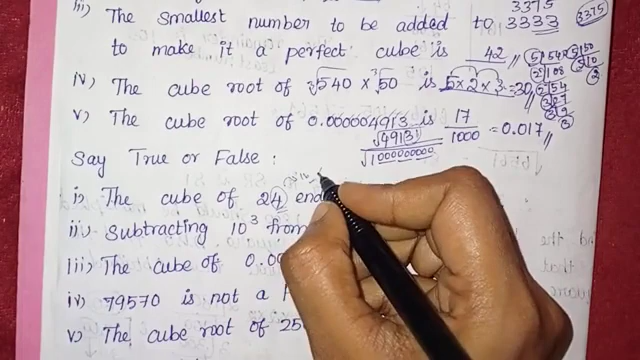 iii) The smallest number to be added to 3333
3375
3375
to make it a perfect cube is 42
iv) The cube root of ∛540 × ∛50 is 5×2×3=30
v) The cube root of 0.000004913 is 17/1000 = 0.017
√4913
√1000000000
Say True or False :
i) The cube of 24 end
ii) Subtracting 10³ from
iii) The cube of 0.0
iv) 79570 is not a
v) The cube root of 25